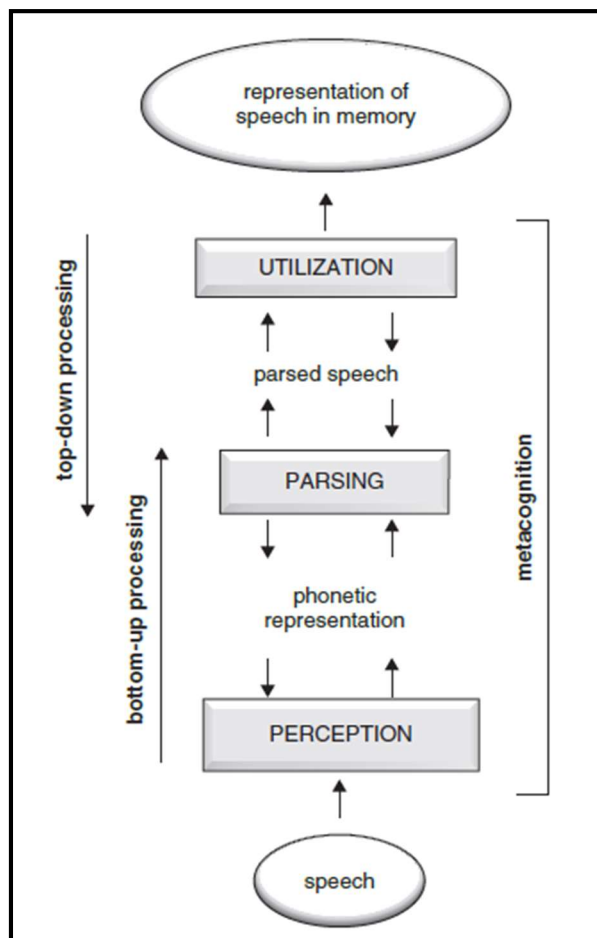 representation of
speech in memory
UTILIZATION
parsed speech
top-down processing
PARSING
metacognition
bottom-up processing
phonetic
representation
PERCEPTION
speech